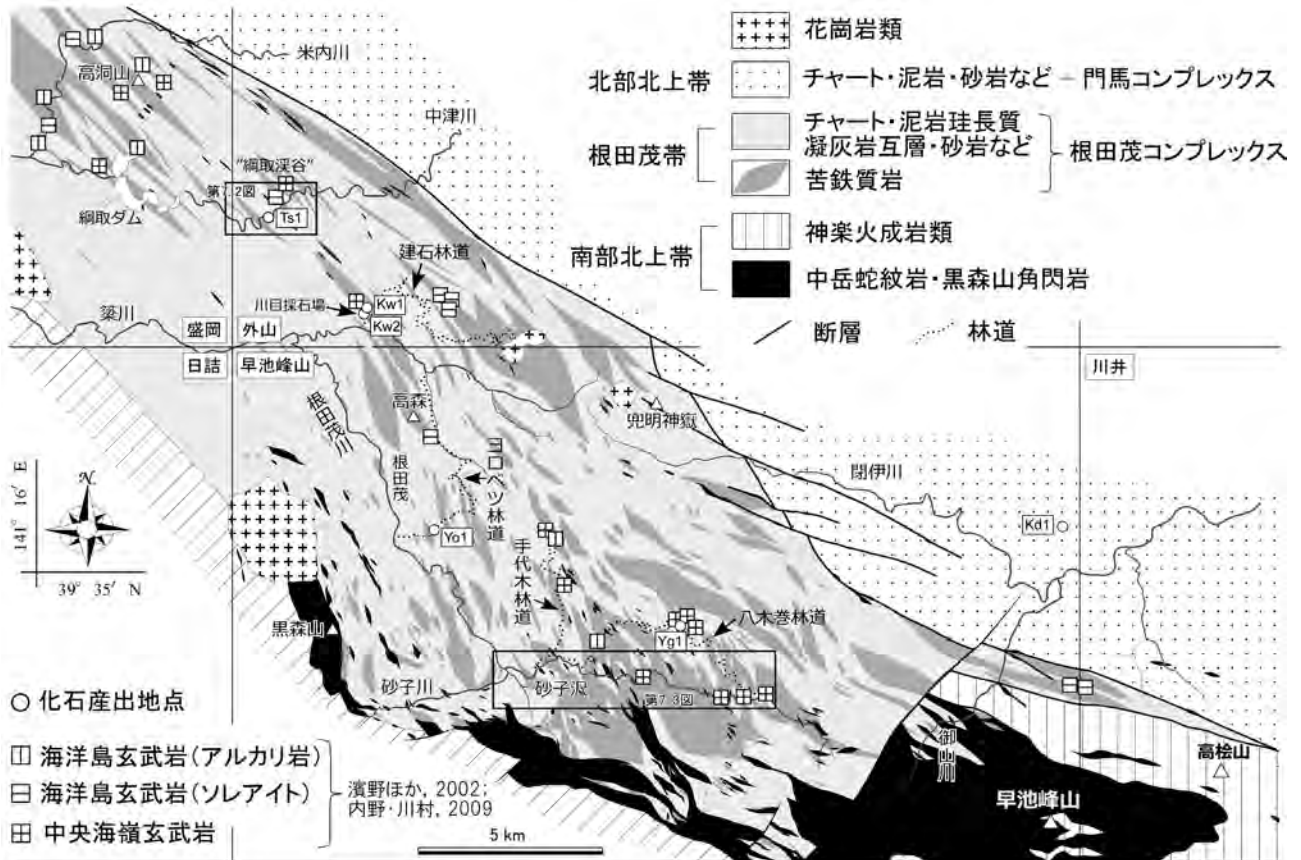 米内川
高洞山
中津川
"綱取渓谷"
第7.2図
Ts1
綱取ダム
建石林道
川目採石場
Kw1
Kw2
簗川
盛岡
外山
日詰
早池峰山
川井
根田茂川
高森
兜明神嶽
根田茂
ヨロベツ林道
閉伊川
Kd1
Yo1
手代木林道
八木巻林道
Yg1
黒森山
砂子川
砂子沢
第7.3図
御山川
高桧山
早池峰山
花崗岩類
北部北上帯
チャート・泥岩・砂岩など
門馬コンプレックス
根田茂帯
チャート・泥岩珪長質
凝灰岩互層・砂岩など
苦鉄質岩
根田茂コンプレックス
南部北上帯
神楽火成岩類
中岳蛇紋岩・黒森山角閃岩
断層
林道
141° 16′ E
N
39° 35′ N
化石産出地点
海洋島玄武岩(アルカリ岩)
海洋島玄武岩(ソレアイト)
中央海嶺玄武岩
濱野ほか, 2002;
内野・川村, 2009
5 km